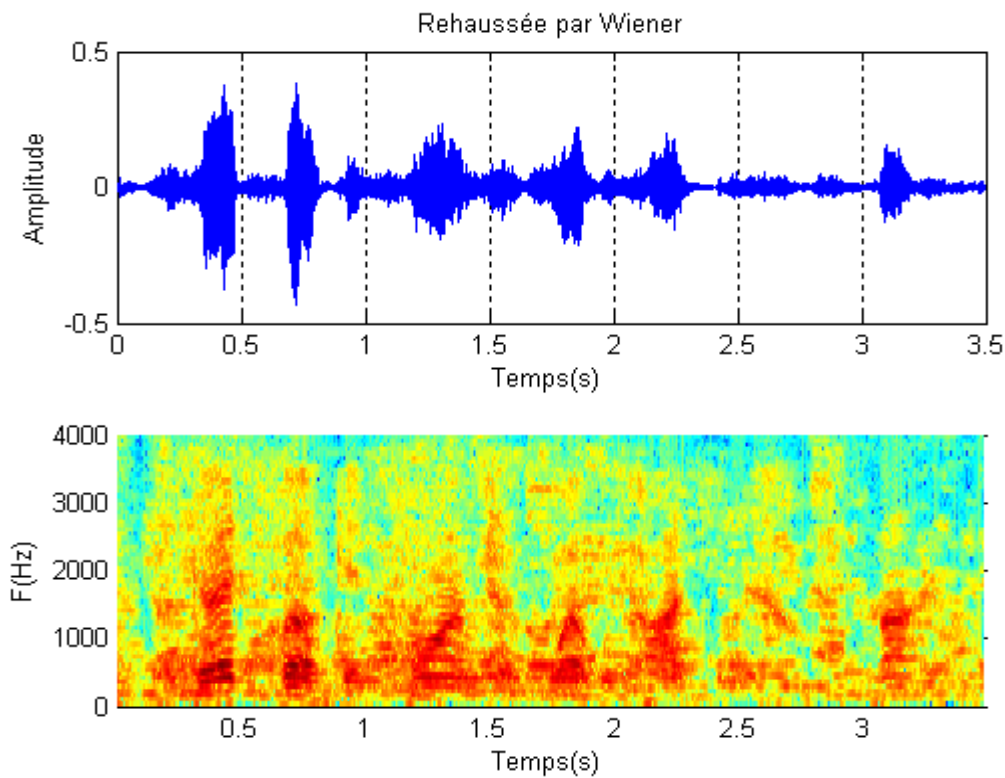 Rehaussée par Wiener
0.5
0
-0.5
Amplitude
0 0.5 1 1.5 2 2.5 3 3.5
Temps(s)
4000
3000
2000
1000
0
F(Hz)
0.5 1 1.5 2 2.5 3
Temps(s)